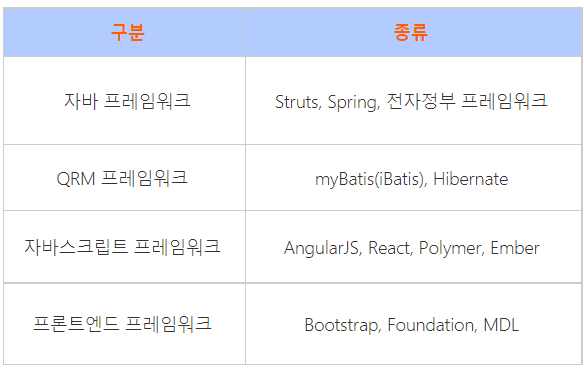 구분 종류
자바 프레임워크 Struts, Spring, 전자정부 프레임워크
QRM 프레임워크 myBatis(iBatis), Hibernate
자바스크립트 프레임워크 AngularJS, React, Polymer, Ember
프론트엔드 프레임워크 Bootstrap, Foundation, MDL